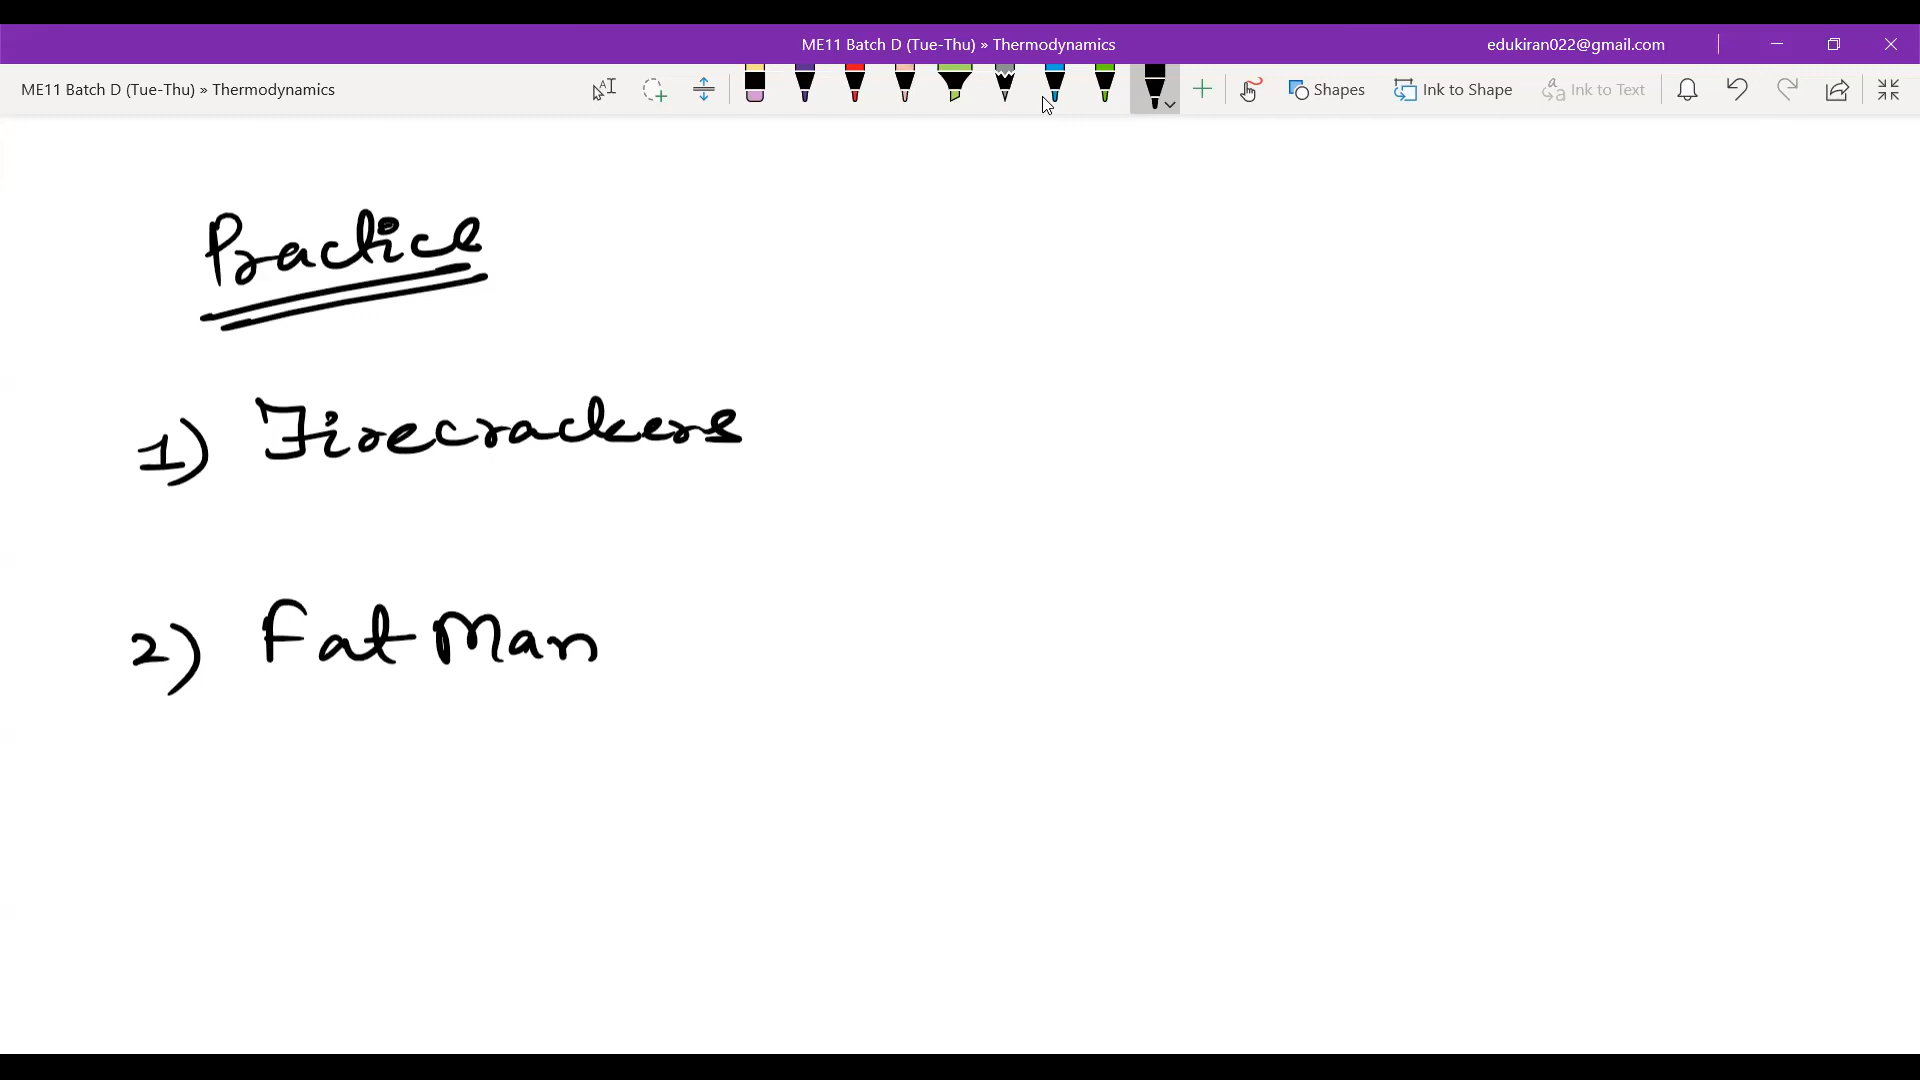 ME11 Batch D (Tue-Thu) » Thermodynamics
edukiran022@gmail.com
ME11 Batch D (Tue-Thu) » Thermodynamics
Shapes
Ink to Shape
Ink to Text
Practice
1) Firecrackers
2) Fat Man